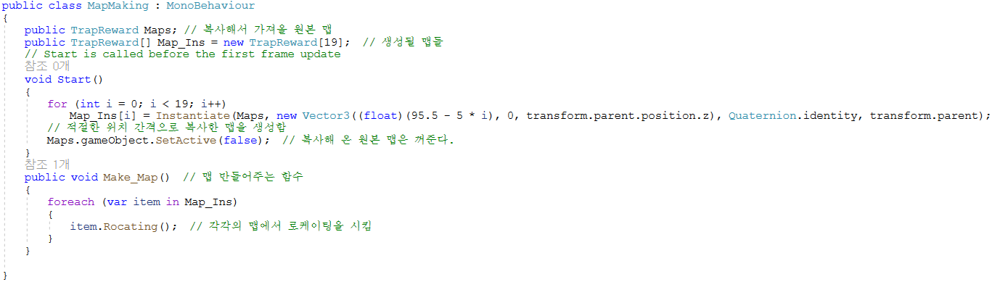 public class MapMaking : MonoBehaviour
{
    public TrapReward Maps; // 복사해서 가져올 원본 맵
    public TrapReward[] Map_Ins = new TrapReward[19];  // 생성될 맵들
    // Start is called before the first frame update
    참조 0개
    void Start()
    {
        for (int i = 0; i < 19; i++)
            Map_Ins[i] = Instantiate(Maps, new Vector3((float)(95.5 - 5 * i), 0, transform.parent.position.z), Quaternion.identity, transform.parent);
        // 적절한 위치 간격으로 복사한 맵을 생성함
        Maps.gameObject.SetActive(false);  // 복사해 온 원본 맵은 꺼준다.
    }
    참조 1개
    public void Make_Map()  // 맵 만들어주는 함수
    {
        foreach (var item in Map_Ins)
        {
            item.Rocating();  // 각각의 맵에서 로케이팅을 시킴
        }
    }
}